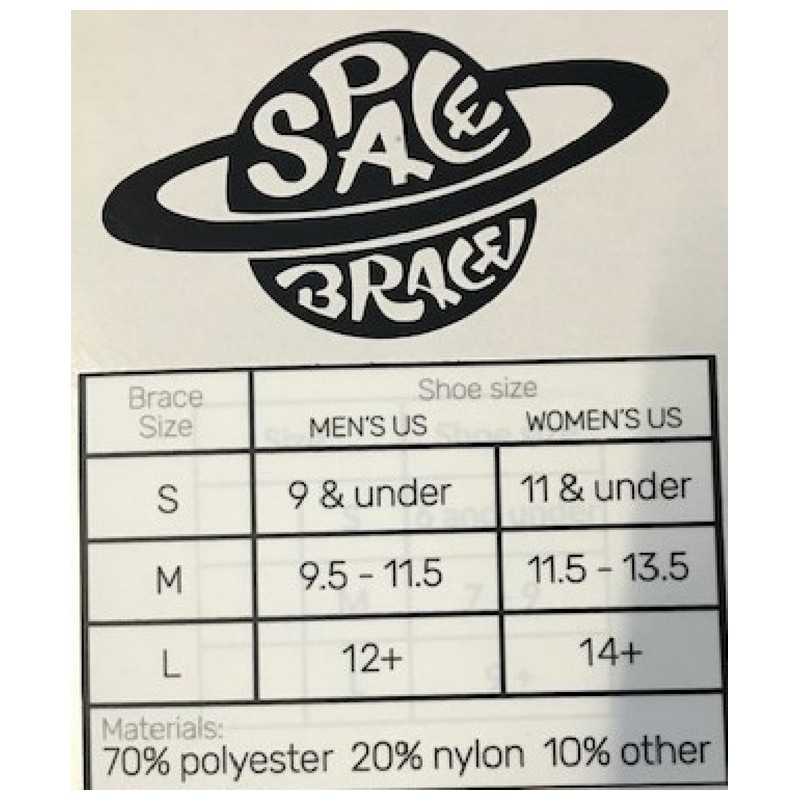 SPACE
BRACE
Brace Size
Shoe size
MEN'S US WOMEN'S US
S 9 & under 11 & under
M 9.5 - 11.5 11.5 - 13.5
L 12+ 14+
Materials:
70% polyester 20% nylon 10% other